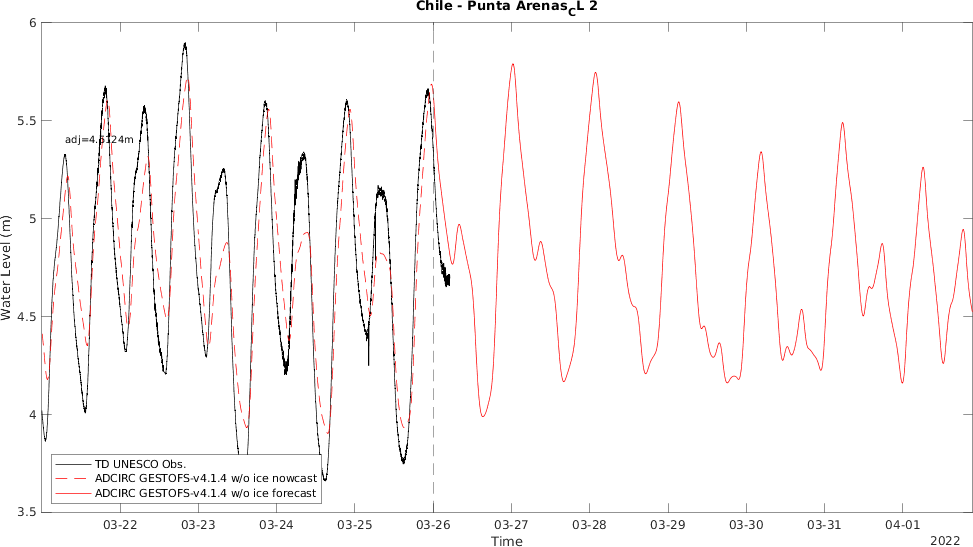 Chile - Punta Arenas_CL 2
6
5.5
5
4.5
4
3.5
Water Level (m)
adj=4.5124m
TD UNESCO Obs.
ADCIRC GESTOFS-v4.1.4 w/o ice nowcast
ADCIRC GESTOFS-v4.1.4 w/o ice forecast
03-22 03-23 03-24 03-25 03-26 03-27 03-28 03-29 03-30 03-31 04-01
Time
2022